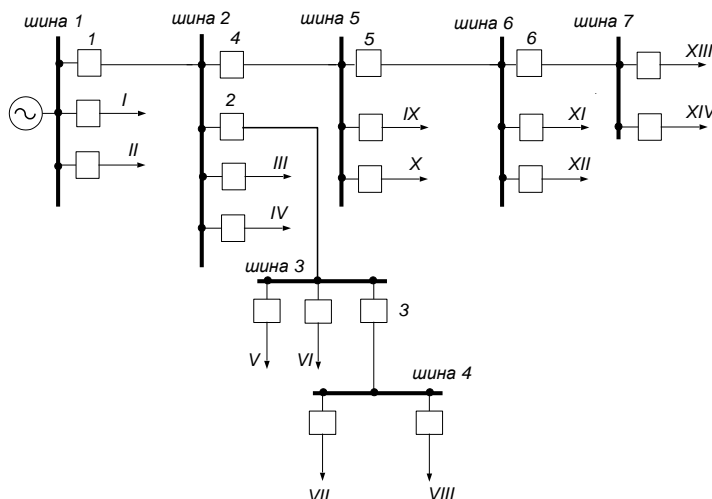 шина 1
шина 2
шина 5
шина 6
шина 7
1
4
5
6
XIII
I
2
IX
XI
XIV
II
III
X
XII
IV
шина 3
3
V
VI
шина 4
VII
VIII